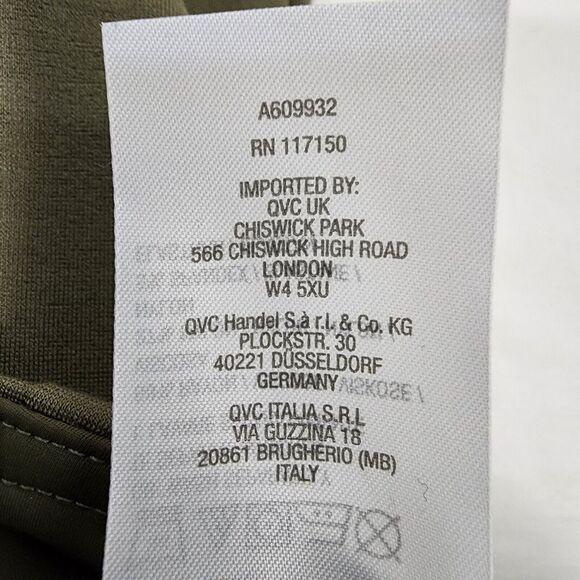 A609932
RN 117150
IMPORTED BY:
QVC UK
CHISWICK PARK
566 CHISWICK HIGH ROAD
LONDON
W4 5XU
QVC Handel S.à r.l. & Co. KG
PLOCKSTR. 30
40221 DÜSSELDORF
GERMANY
QVC ITALIA S.R.L
VIA GUZZINA 18
20861 BRUGHERIO (MB)
ITALY